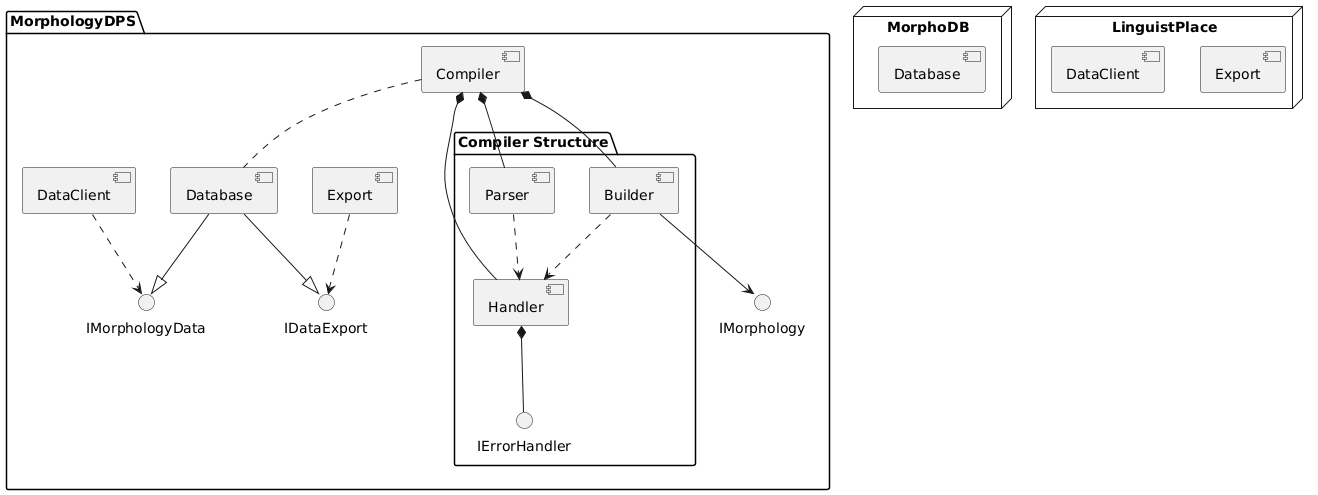 MorphologyDPS
MorphoDB
LinguistPlace
Compiler
Database
DataClient
Export
Compiler Structure
DataClient
Database
Export
Parser
Builder
Handler
IMorphologyData
IDataExport
IMorphology
IErrorHandler